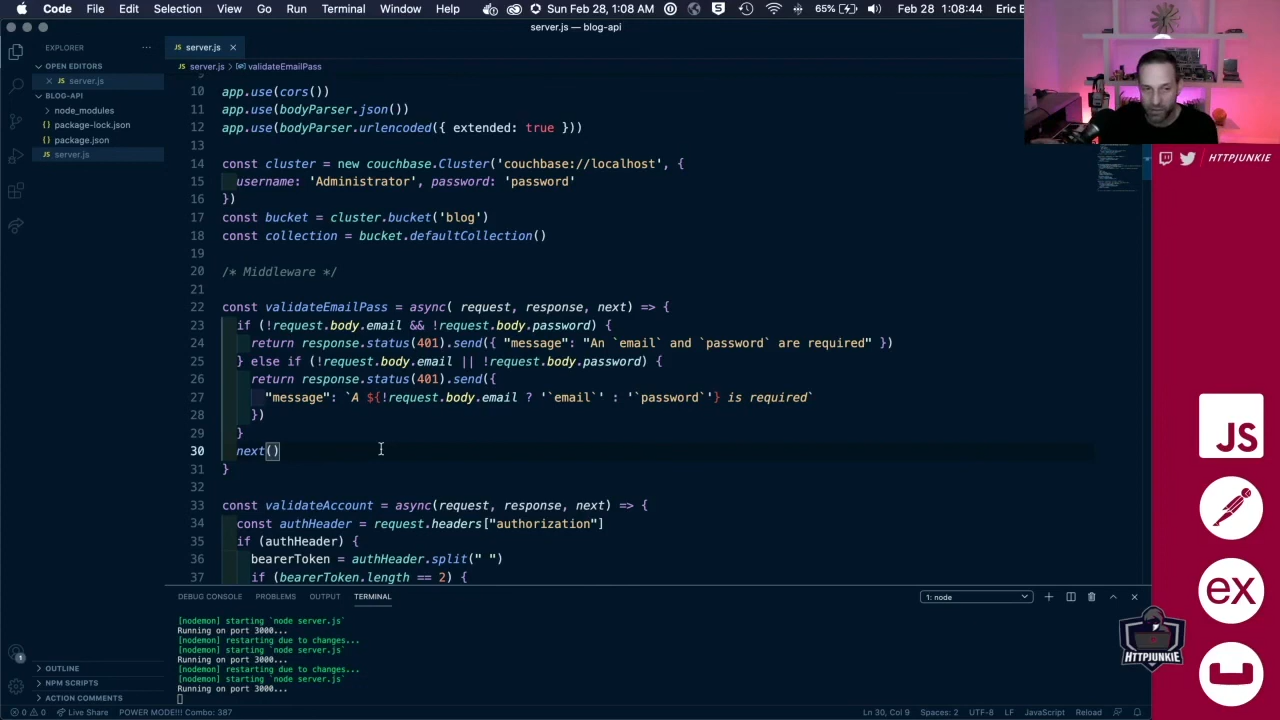 Code File Edit Selection View Go Run Terminal Window Help Sun Feb 28, 1:08 AM 65% Feb 28 1:08:44 Eric
server.js — blog-api
EXPLORER
OPEN EDITORS
server.js
BLOG-API
node_modules
package-lock.json
package.json
server.js
JS server.js
server.js > validateEmailPass
10 app.use(cors())
11 app.use(bodyParser.json())
12 app.use(bodyParser.urlencoded({ extended: true }))
13
14 const cluster = new couchbase.Cluster('couchbase://localhost', {
15 username: 'Administrator', password: 'password'
16 })
17 const bucket = cluster.bucket('blog')
18 const collection = bucket.defaultCollection()
19
20 /* Middleware */
21
22 const validateEmailPass = async( request, response, next) => {
23 if (!request.body.email && !request.body.password) {
24 return response.status(401).send({ "message": "An `email` and `password` are required" })
25 } else if (!request.body.email || !request.body.password) {
26 return response.status(401).send({
27 "message": `A ${!request.body.email ? '`email`' : '`password`'} is required`
28 })
29 }
30 next()
31 }
32
33 const validateAccount = async(request, response, next) => {
34 const authHeader = request.headers["authorization"]
35 if (authHeader) {
36 bearerToken = authHeader.split(" ")
37 if (bearerToken.length == 2) {
DEBUG CONSOLE PROBLEMS OUTPUT TERMINAL
1: node
[nodemon] starting `node server.js`
Running on port 3000...
[nodemon] restarting due to changes...
[nodemon] starting `node server.js`
Running on port 3000...
[nodemon] restarting due to changes...
[nodemon] starting `node server.js`
Running on port 3000...
OUTLINE
NPM SCRIPTS
ACTION COMMENTS
0 0 Live Share POWER MODE!!! Combo: 387
Ln 30, Col 9 Spaces: 2 UTF-8 LF JavaScript Reload
HTTPJUNKIE
JS
ex
HTTPJUNKIE